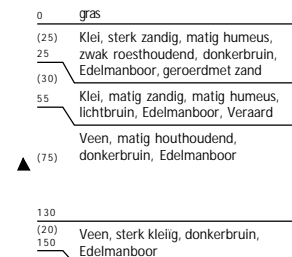 0 gras
(25) Klei, sterk zandig, matig humeus,
25 zwak roesthoudend, donkerbruin,
Edelmanboor, geroerdmet zand
(30)
55 Klei, matig zandig, matig humeus,
lichtbruin, Edelmanboor, Veraard
Veen, matig houthoudend,
(75) donkerbruin, Edelmanboor
130
(20) Veen, sterk kleiïg, donkerbruin,
150 Edelmanboor